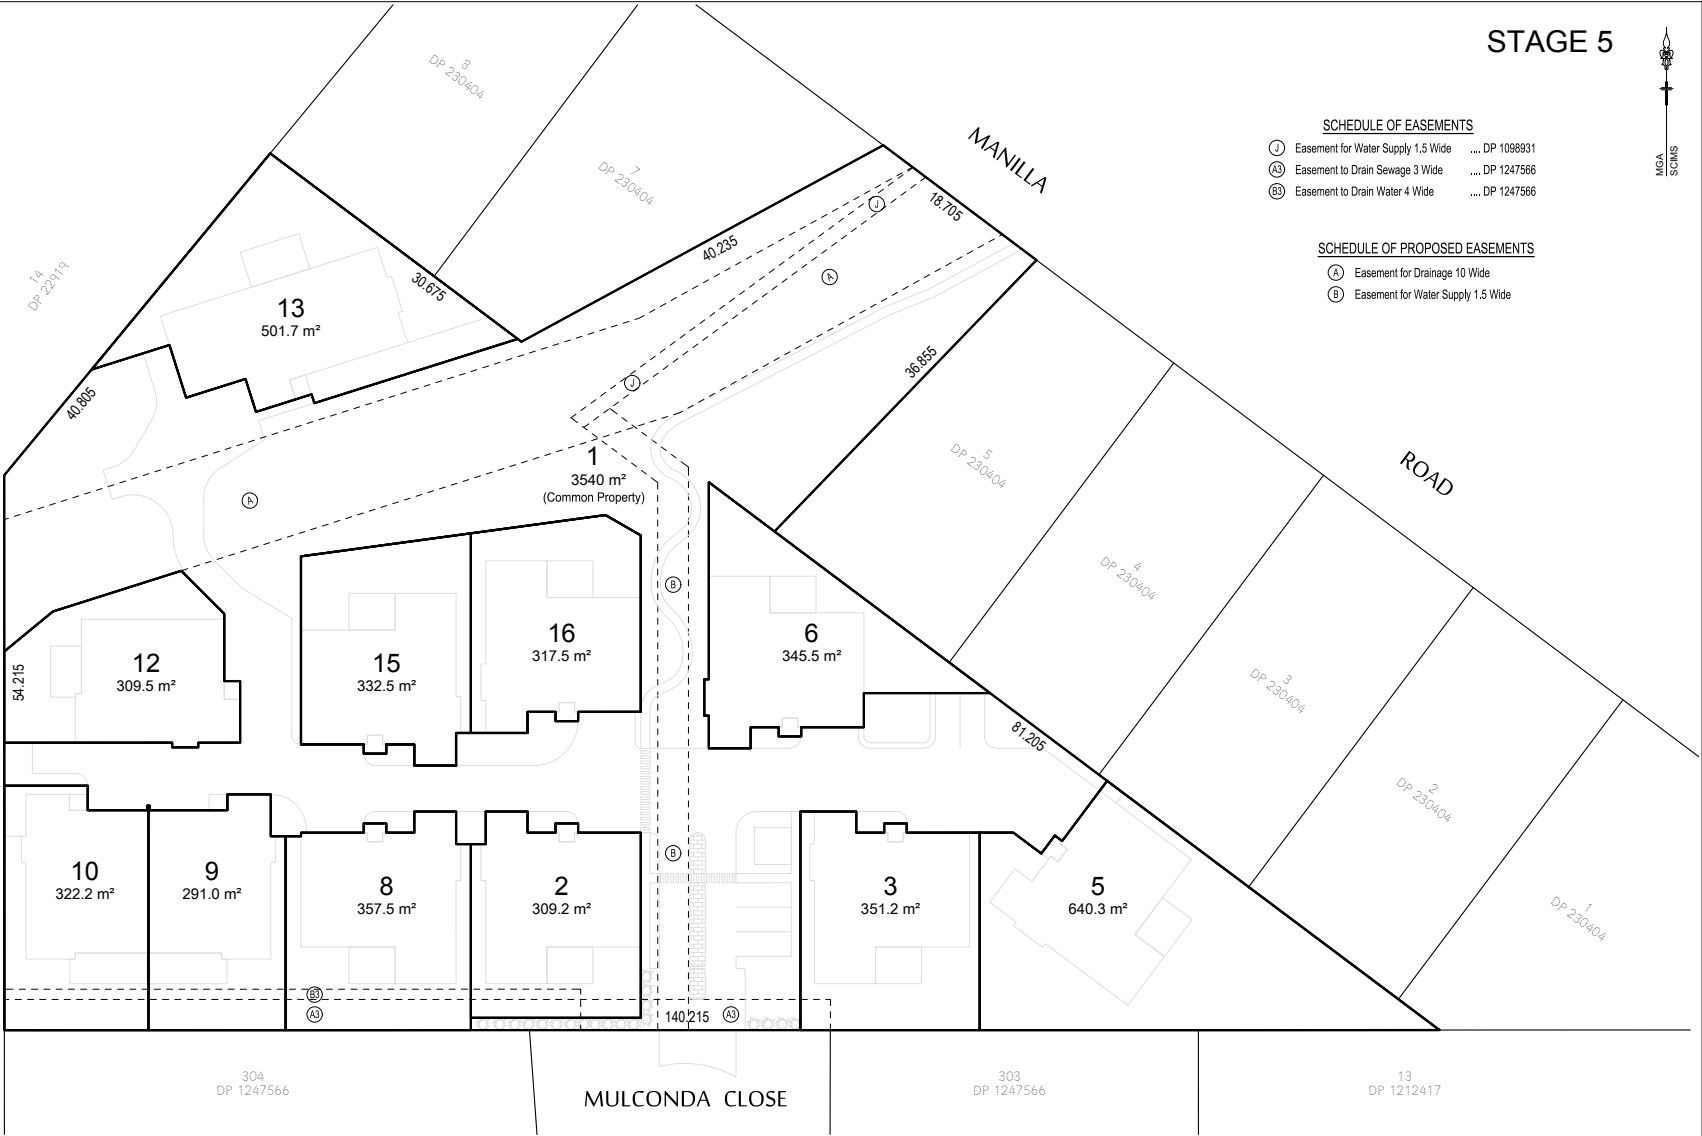 STAGE 5
SCHEDULE OF EASEMENTS
J Easement for Water Supply 1.5 Wide .... DP 1098931
A3 Easement to Drain Sewage 3 Wide .... DP 1247566
B3 Easement to Drain Water 4 Wide .... DP 1247566
SCHEDULE OF PROPOSED EASEMENTS
A Easement for Drainage 10 Wide
B Easement for Water Supply 1.5 Wide
MGA
SCIMS
MANILLA
ROAD
8
DP 230404
7
DP 230404
14
DP 22919
18.705
40.235
30.675
40.805
36.855
J
A
J
A
13
501.7 m²
1
3540 m²
(Common Property)
5
DP 230404
4
DP 230404
3
DP 230404
2
DP 230404
1
DP 230404
B
54.215
12
309.5 m²
15
332.5 m²
16
317.5 m²
6
345.5 m²
81.205
B
10
322.2 m²
9
291.0 m²
8
357.5 m²
2
309.2 m²
3
351.2 m²
5
640.3 m²
B3
A3
140.215
A3
304
DP 1247566
MULCONDA CLOSE
303
DP 1247566
13
DP 1212417